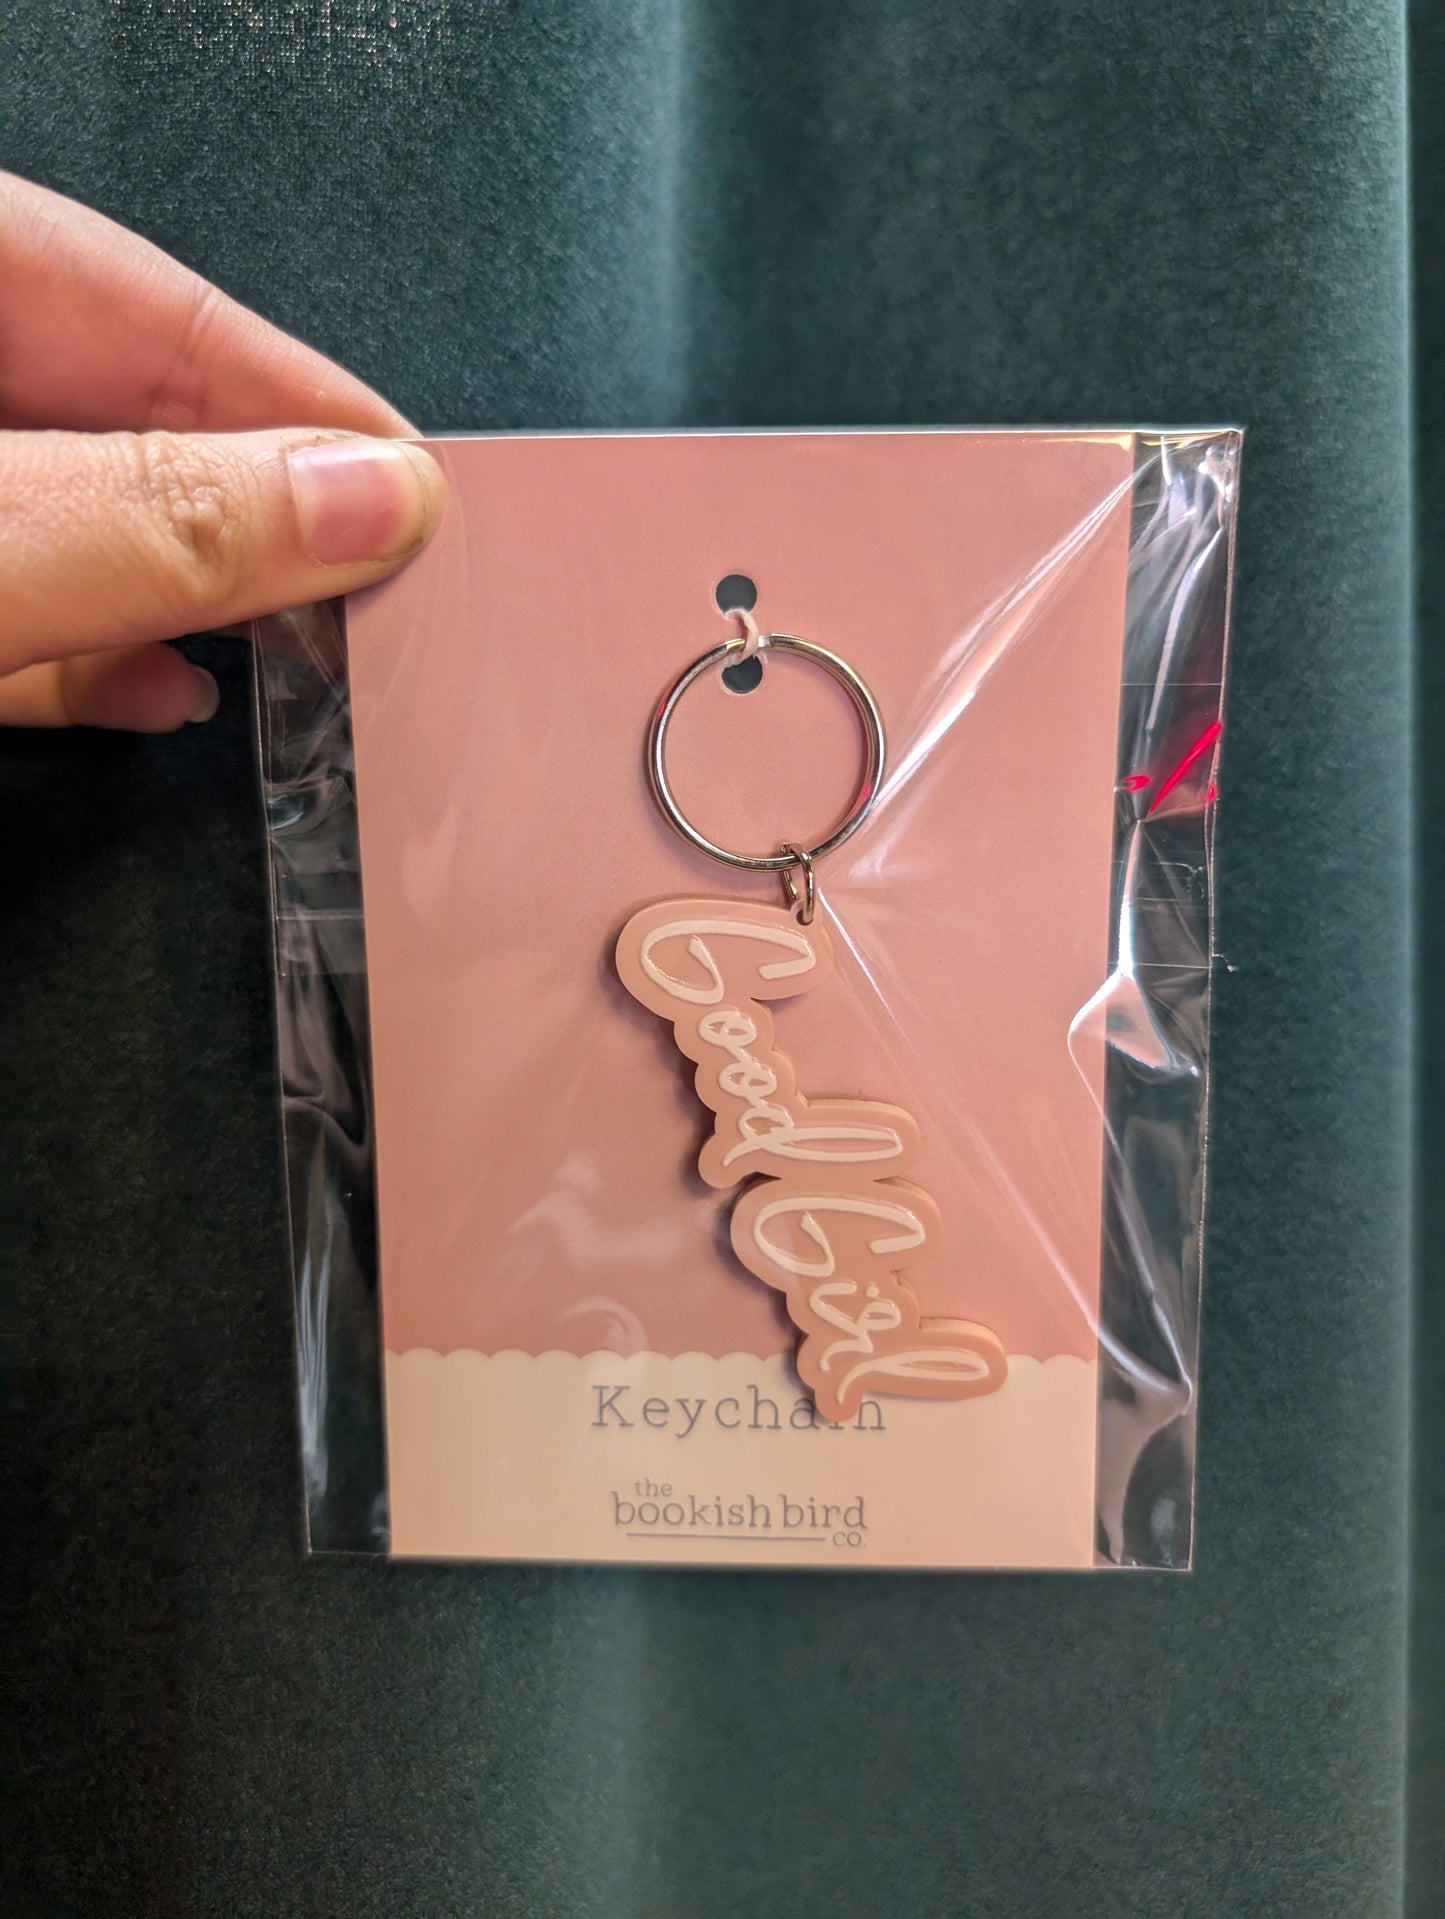 Good
Girl
Keychain
the
bookish bird
co.